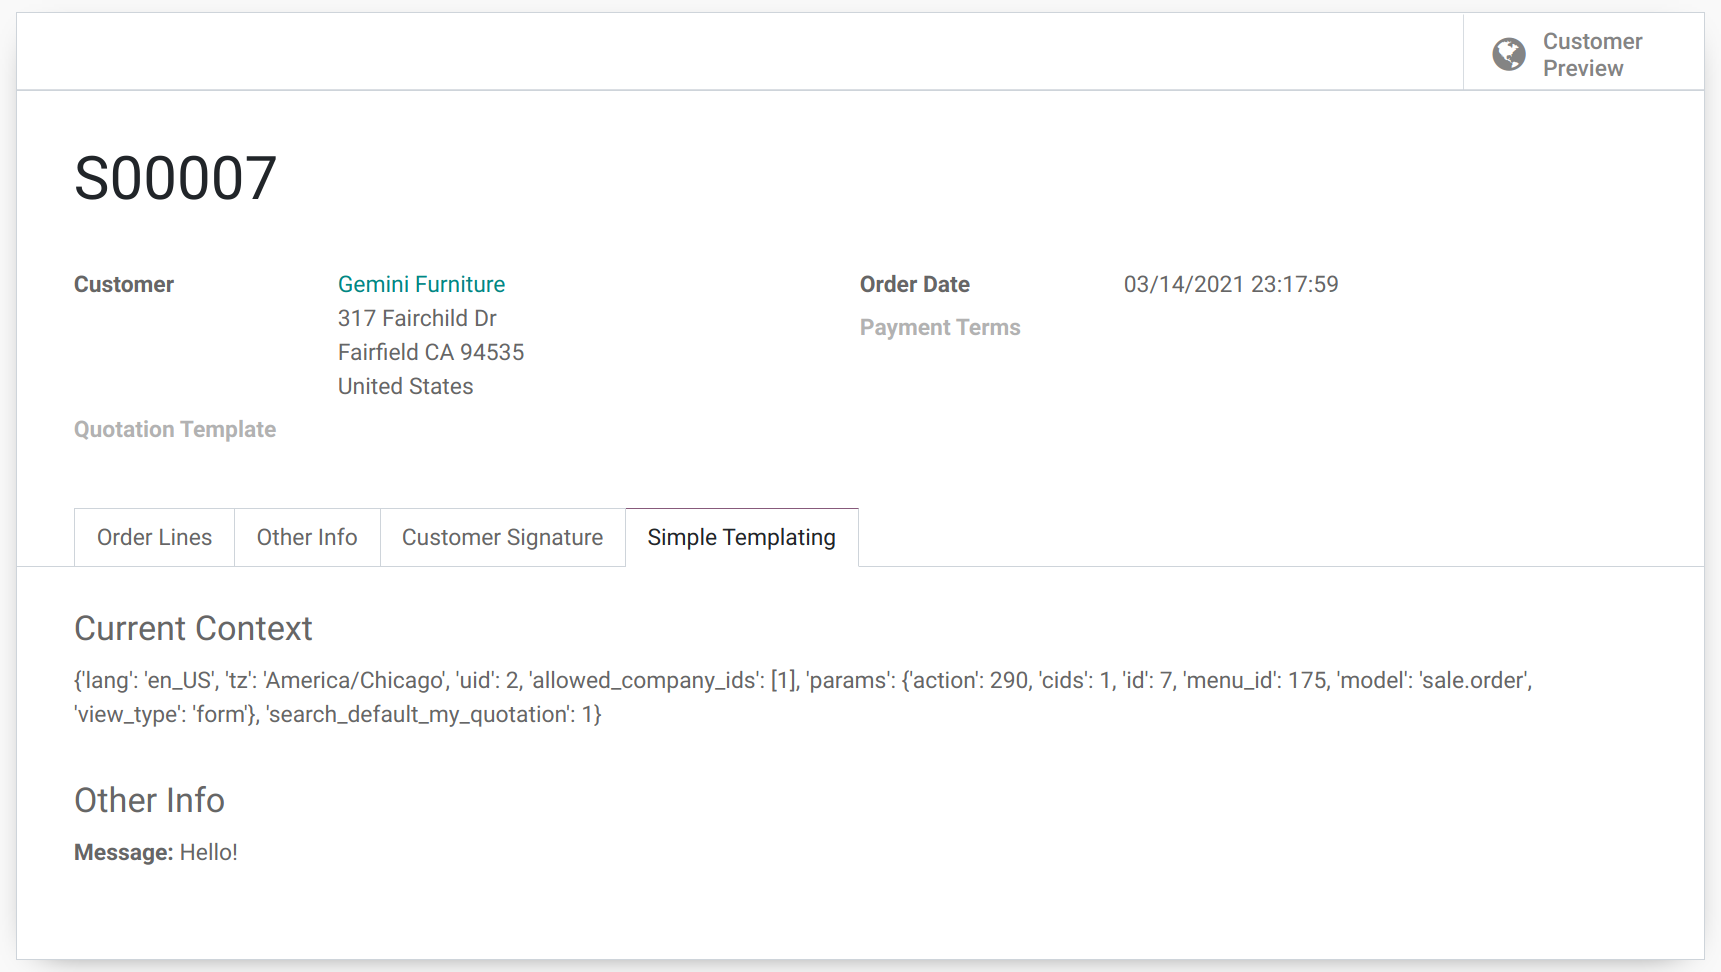 Customer
Preview
S00007
Customer
Gemini Furniture
317 Fairchild Dr
Fairfield CA 94535
United States
Quotation Template
Order Date 03/14/2021 23:17:59
Payment Terms
Order Lines Other Info Customer Signature Simple Templating
Current Context
{'lang': 'en_US', 'tz': 'America/Chicago', 'uid': 2, 'allowed_company_ids': [1], 'params': {'action': 290, 'cids': 1, 'id': 7, 'menu_id': 175, 'model': 'sale.order',
'view_type': 'form'}, 'search_default_my_quotation': 1}
Other Info
Message: Hello!